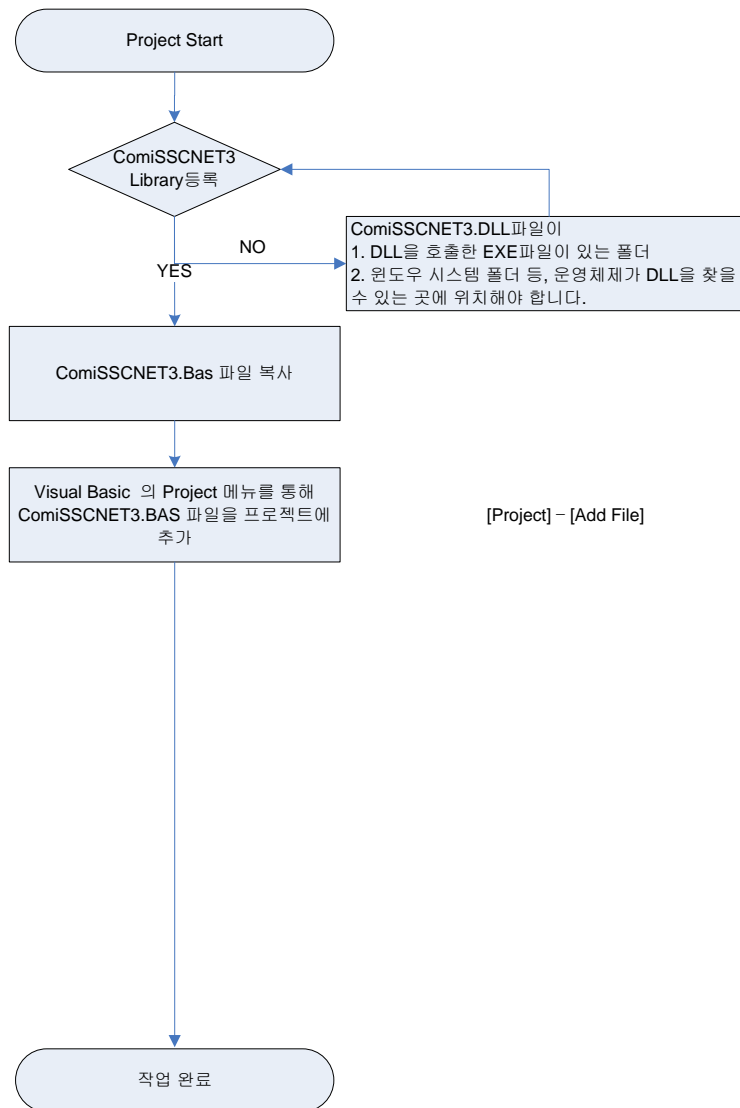 Project Start
ComiSSCNET3
Library등록
NO
YES
ComiSSCNET3.DLL파일이
1. DLL을 호출한 EXE파일이 있는 폴더
2. 윈도우 시스템 폴더 등, 운영체제가 DLL을 찾을
수 있는 곳에 위치해야 합니다.
ComiSSCNET3.Bas 파일 복사
Visual Basic 의 Project 메뉴를 통해
ComiSSCNET3.BAS 파일을 프로젝트에
추가
[Project] – [Add File]
작업 완료